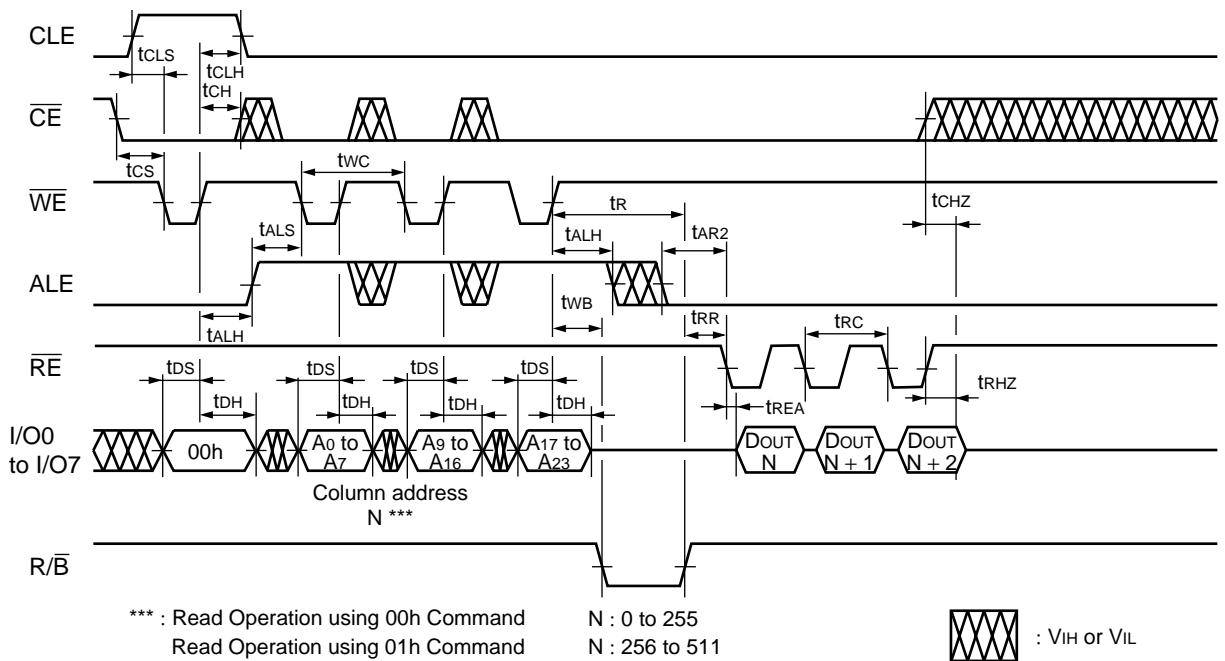 CLE
tCLS
tCLH
tCH
CE
tCS
tWC
WE
tR
tCHZ
tALS
tALH
tAR2
ALE
tWB
tALH
tRR
tRC
RE
tDS
tDS
tDS
tDS
tRHZ
tDH
tDH
tDH
tDH
tREA
I/O0
to I/O7
00h
A0 to
A7
A9 to
A16
A17 to
A23
DOUT
N
DOUT
N + 1
DOUT
N + 2
Column address
N ***
R/B
*** : Read Operation using 00h Command N : 0 to 255
Read Operation using 01h Command N : 256 to 511
: VIH or VIL